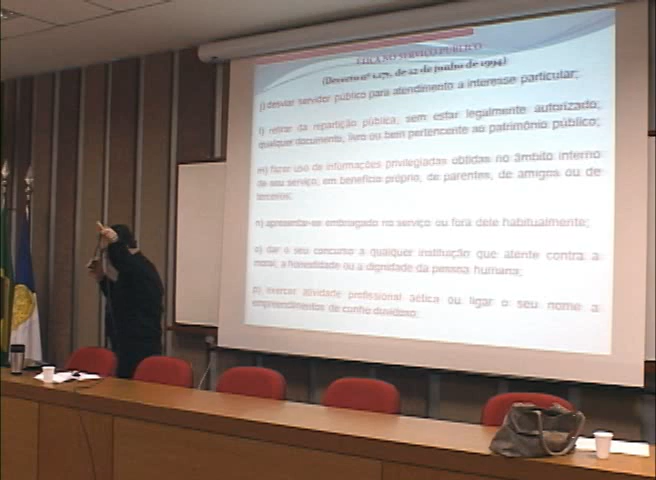 ÉTICA NO SERVIÇO PÚBLICO
(Decreto nº 1.171, de 22 de junho de 1994)
j) desviar servidor público para atendimento a interesse particular;
l) retirar da repartição pública, sem estar legalmente autorizado,
qualquer documento, livro ou bem pertencente ao patrimônio público;
m) fazer uso de informações privilegiadas obtidas no âmbito interno
de seu serviço, em benefício próprio, de parentes, de amigos ou de
terceiros;
n) apresentar-se embriagado no serviço ou fora dele habitualmente;
o) dar o seu concurso a qualquer instituição que atente contra a
moral, a honestidade ou a dignidade da pessoa humana;
p) exercer atividade profissional aética ou ligar o seu nome a
empreendimentos de cunho duvidoso.